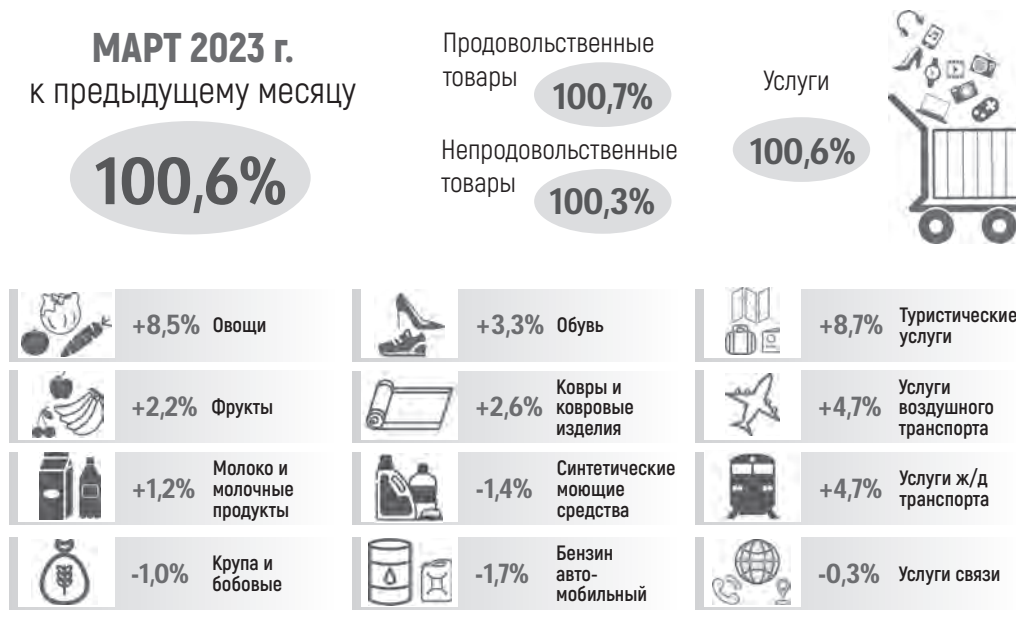 МАРТ 2023 г.
к предыдущему месяцу
100,6%
Продовольственные
товары
100,7%
Непродовольственные
товары
100,3%
Услуги
100,6%
+8,5% Овощи
+2,2% Фрукты
+1,2%
Молоко и
молочные
продукты
-1,0%
Крупа и
бобовые
+3,3% Обувь
+2,6%
Ковры и
ковровые
изделия
-1,4%
Синтетические
моющие
средства
-1,7%
Бензин
авто-
мобильный
+8,7%
Туристические
услуги
+4,7%
Услуги
воздушного
транспорта
+4,7%
Услуги ж/д
транспорта
-0,3% Услуги связи